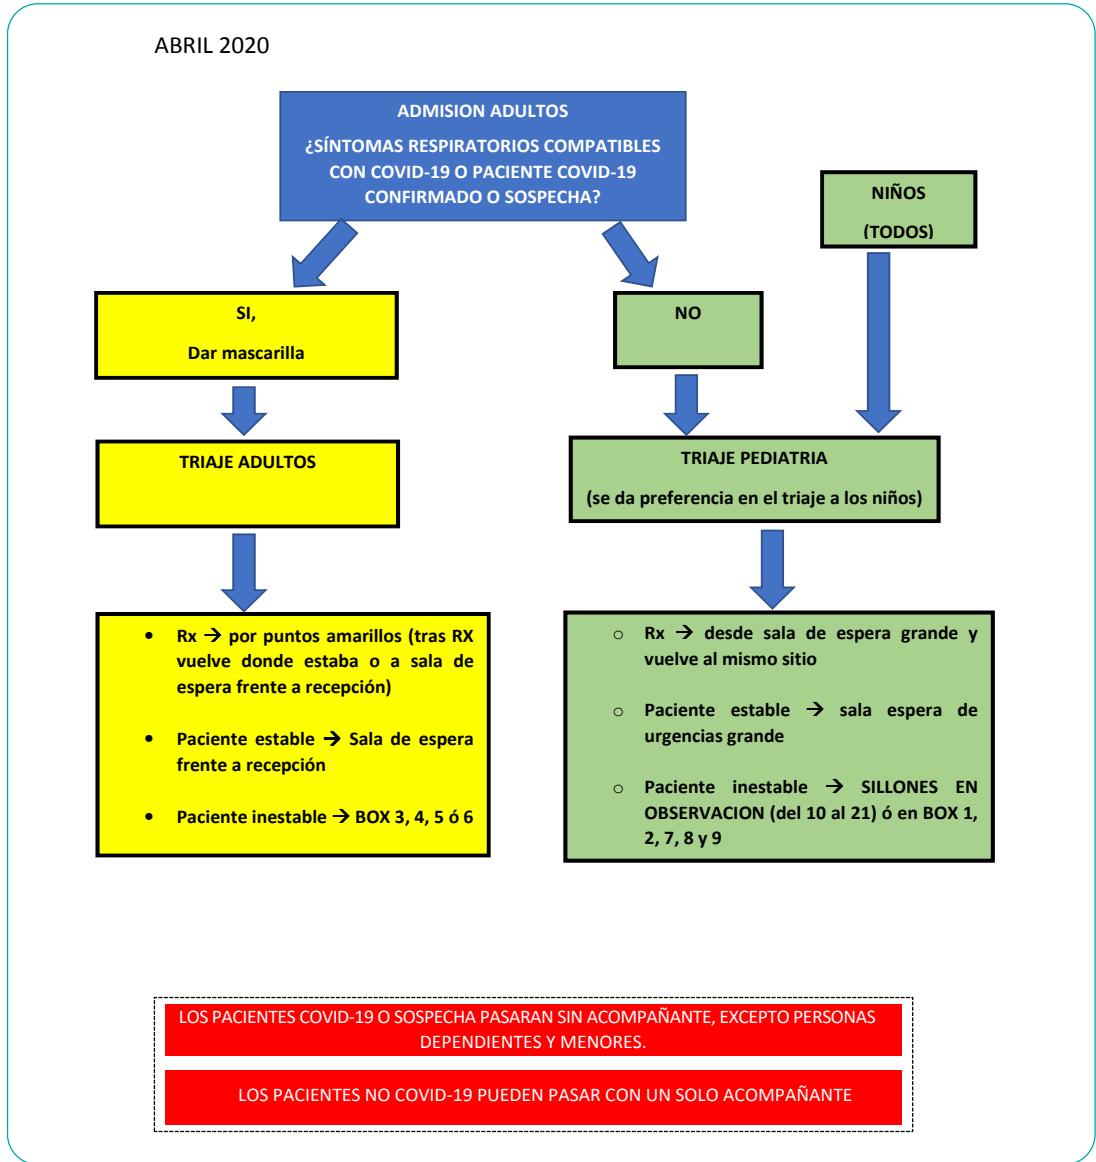 ABRIL 2020
ADMISION ADULTOS
¿SÍNTOMAS RESPIRATORIOS COMPATIBLES
CON COVID-19 O PACIENTE COVID-19
CONFIRMADO O SOSPECHA?
NIÑOS
(TODOS)
SI,
Dar mascarilla
NO
TRIAJE ADULTOS
TRIAJE PEDIATRIA
(se da preferencia en el triaje a los niños)
• Rx → por puntos amarillos (tras RX
vuelve donde estaba o a sala de
espera frente a recepción)
• Paciente estable → Sala de espera
frente a recepción
• Paciente inestable → BOX 3, 4, 5 ó 6
o Rx → desde sala de espera grande y
vuelve al mismo sitio
o Paciente estable → sala espera de
urgencias grande
o Paciente inestable → SILLONES EN
OBSERVACION (del 10 al 21) ó en BOX 1,
2, 7, 8 y 9
LOS PACIENTES COVID-19 O SOSPECHA PASARAN SIN ACOMPAÑANTE, EXCEPTO PERSONAS
DEPENDIENTES Y MENORES.
LOS PACIENTES NO COVID-19 PUEDEN PASAR CON UN SOLO ACOMPAÑANTE